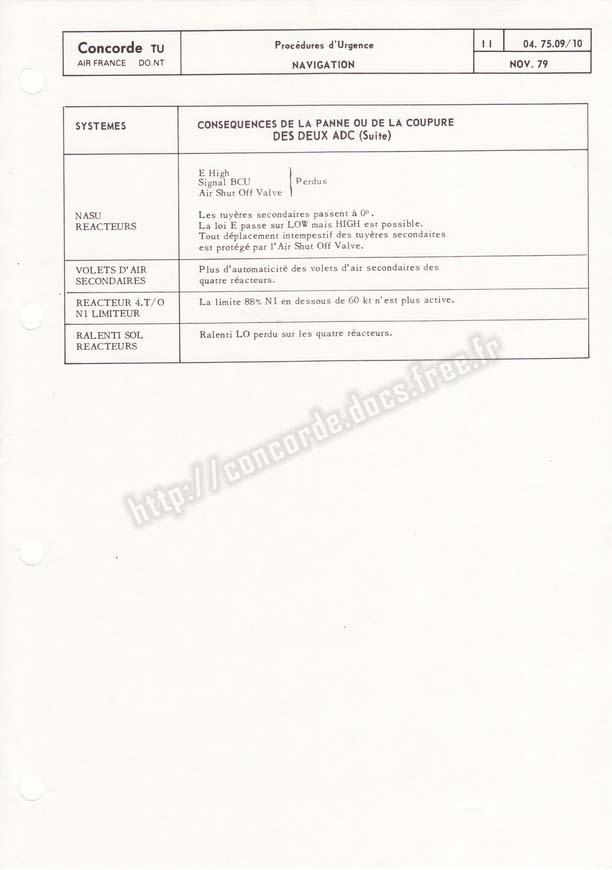 Concorde TU
AIR FRANCE DO.NT
Procédures d'Urgence
NAVIGATION
II
04. 75.09/10
NOV. 79
SYSTEMES
CONSEQUENCES DE LA PANNE OU DE LA COUPURE
DES DEUX ADC (Suite)
NASU
REACTEURS
E High
Signal BCU
Air Shut Off Valve
Perdus
Les tuyères secondaires passent à 0°.
La loi E passe sur LOW mais HIGH est possible.
Tout déplacement intempestif des tuyères secondaires
est protégé par l'Air Shut Off Valve.
VOLETS D'AIR
SECONDAIRES
Plus d'automaticité des volets d'air secondaires des
quatre réacteurs.
REACTEUR 4.T/O
N1 LIMITEUR
La limite 88% N1 en dessous de 60 kt n'est plus active.
RALENTI SOL
REACTEURS
Ralenti LO perdu sur les quatre réacteurs.
http://concorde.docs.free.fr